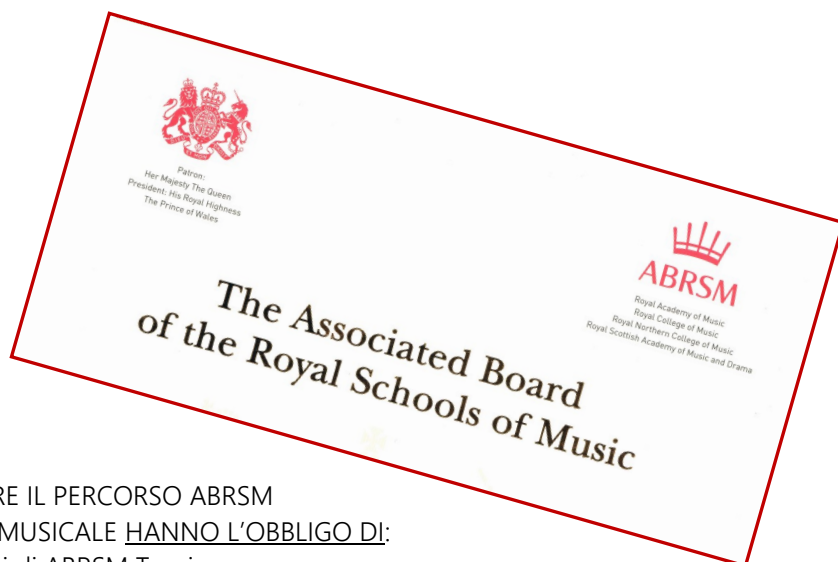 Patron:
Her Majesty The Queen
President: His Royal Highness
The Prince of Wales
ABRSM
Royal Academy of Music
Royal College of Music
Royal Northern College of Music
Royal Scottish Academy of Music and Drama
The Associated Board
of the Royal Schools of Music
RE IL PERCORSO ABRSM
MUSICALE HANNO L’OBBLIGO DI: